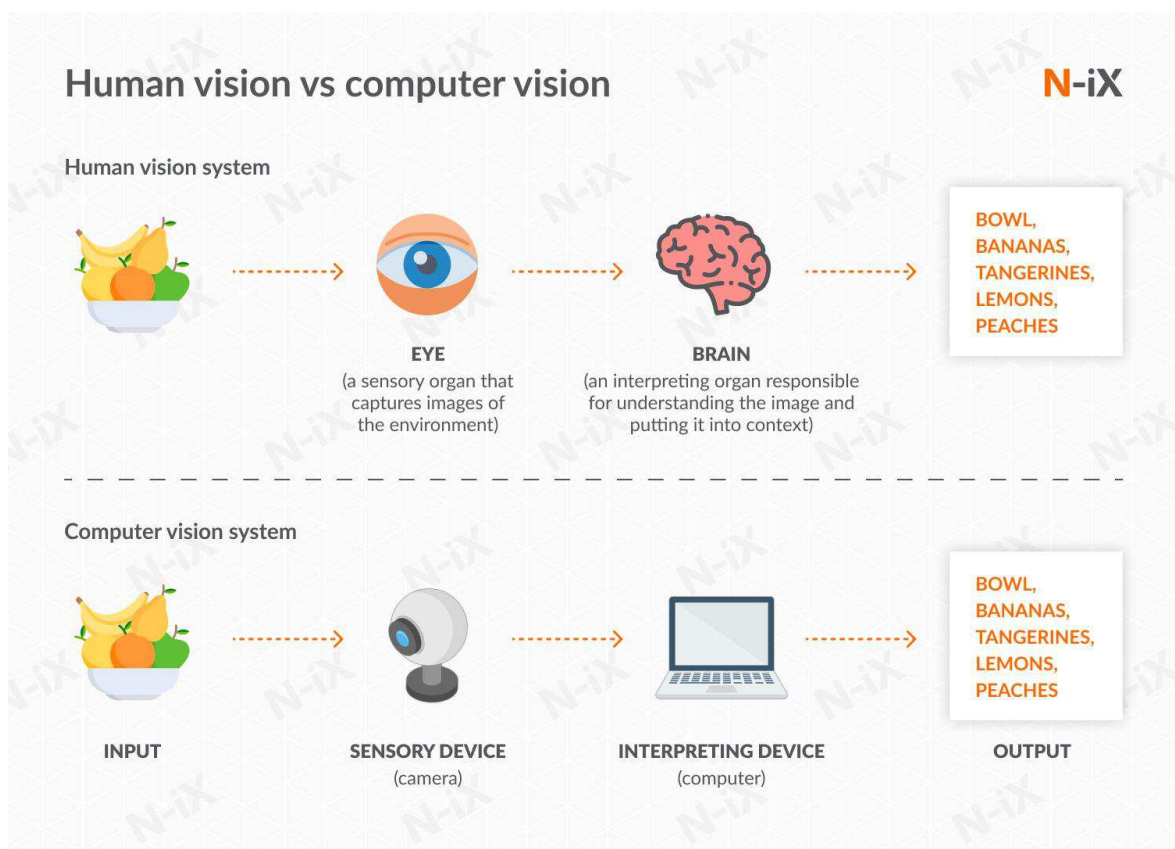 Human vision vs computer vision
N-iX
Human vision system
EYE
(a sensory organ that
captures images of
the environment)
BRAIN
(an interpreting organ responsible
for understanding the image and
putting it into context)
BOWL,
BANANAS,
TANGERINES,
LEMONS,
PEACHES
Computer vision system
INPUT
SENSORY DEVICE
(camera)
INTERPRETING DEVICE
(computer)
BOWL,
BANANAS,
TANGERINES,
LEMONS,
PEACHES
OUTPUT